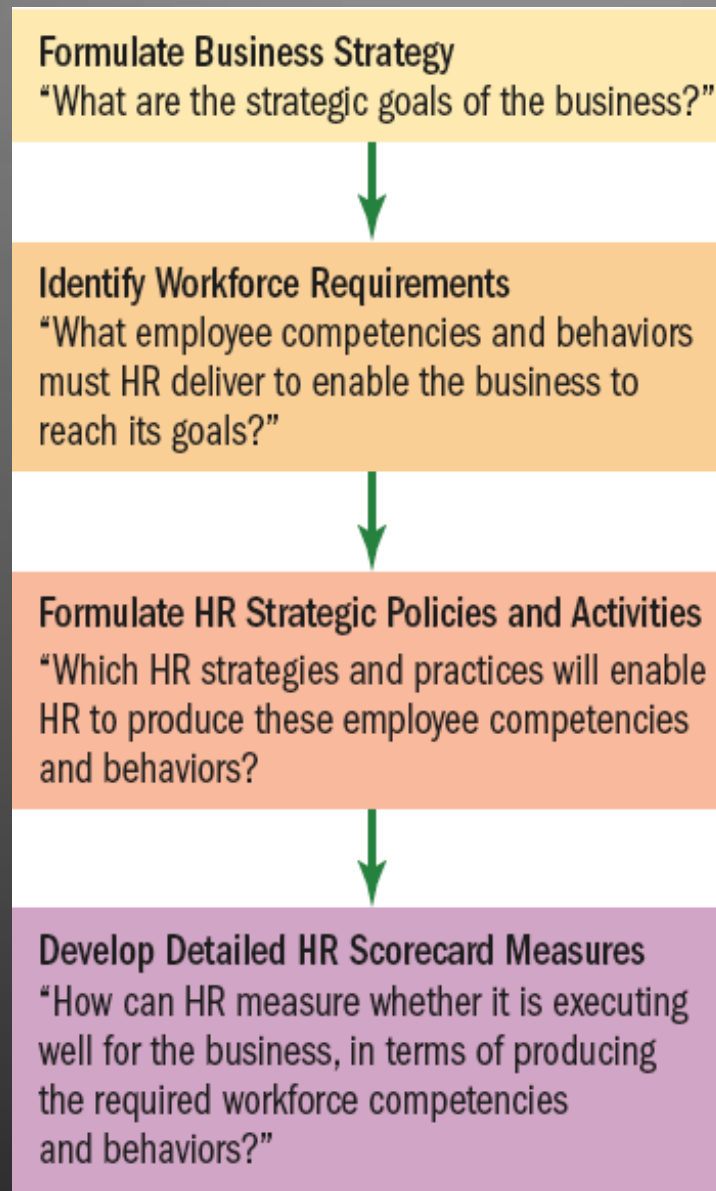 Formulate Business Strategy
“What are the strategic goals of the business?”
Identify Workforce Requirements
“What employee competencies and behaviors
must HR deliver to enable the business to
reach its goals?”
Formulate HR Strategic Policies and Activities
“Which HR strategies and practices will enable
HR to produce these employee competencies
and behaviors?
Develop Detailed HR Scorecard Measures
“How can HR measure whether it is executing
well for the business, in terms of producing
the required workforce competencies
and behaviors?”